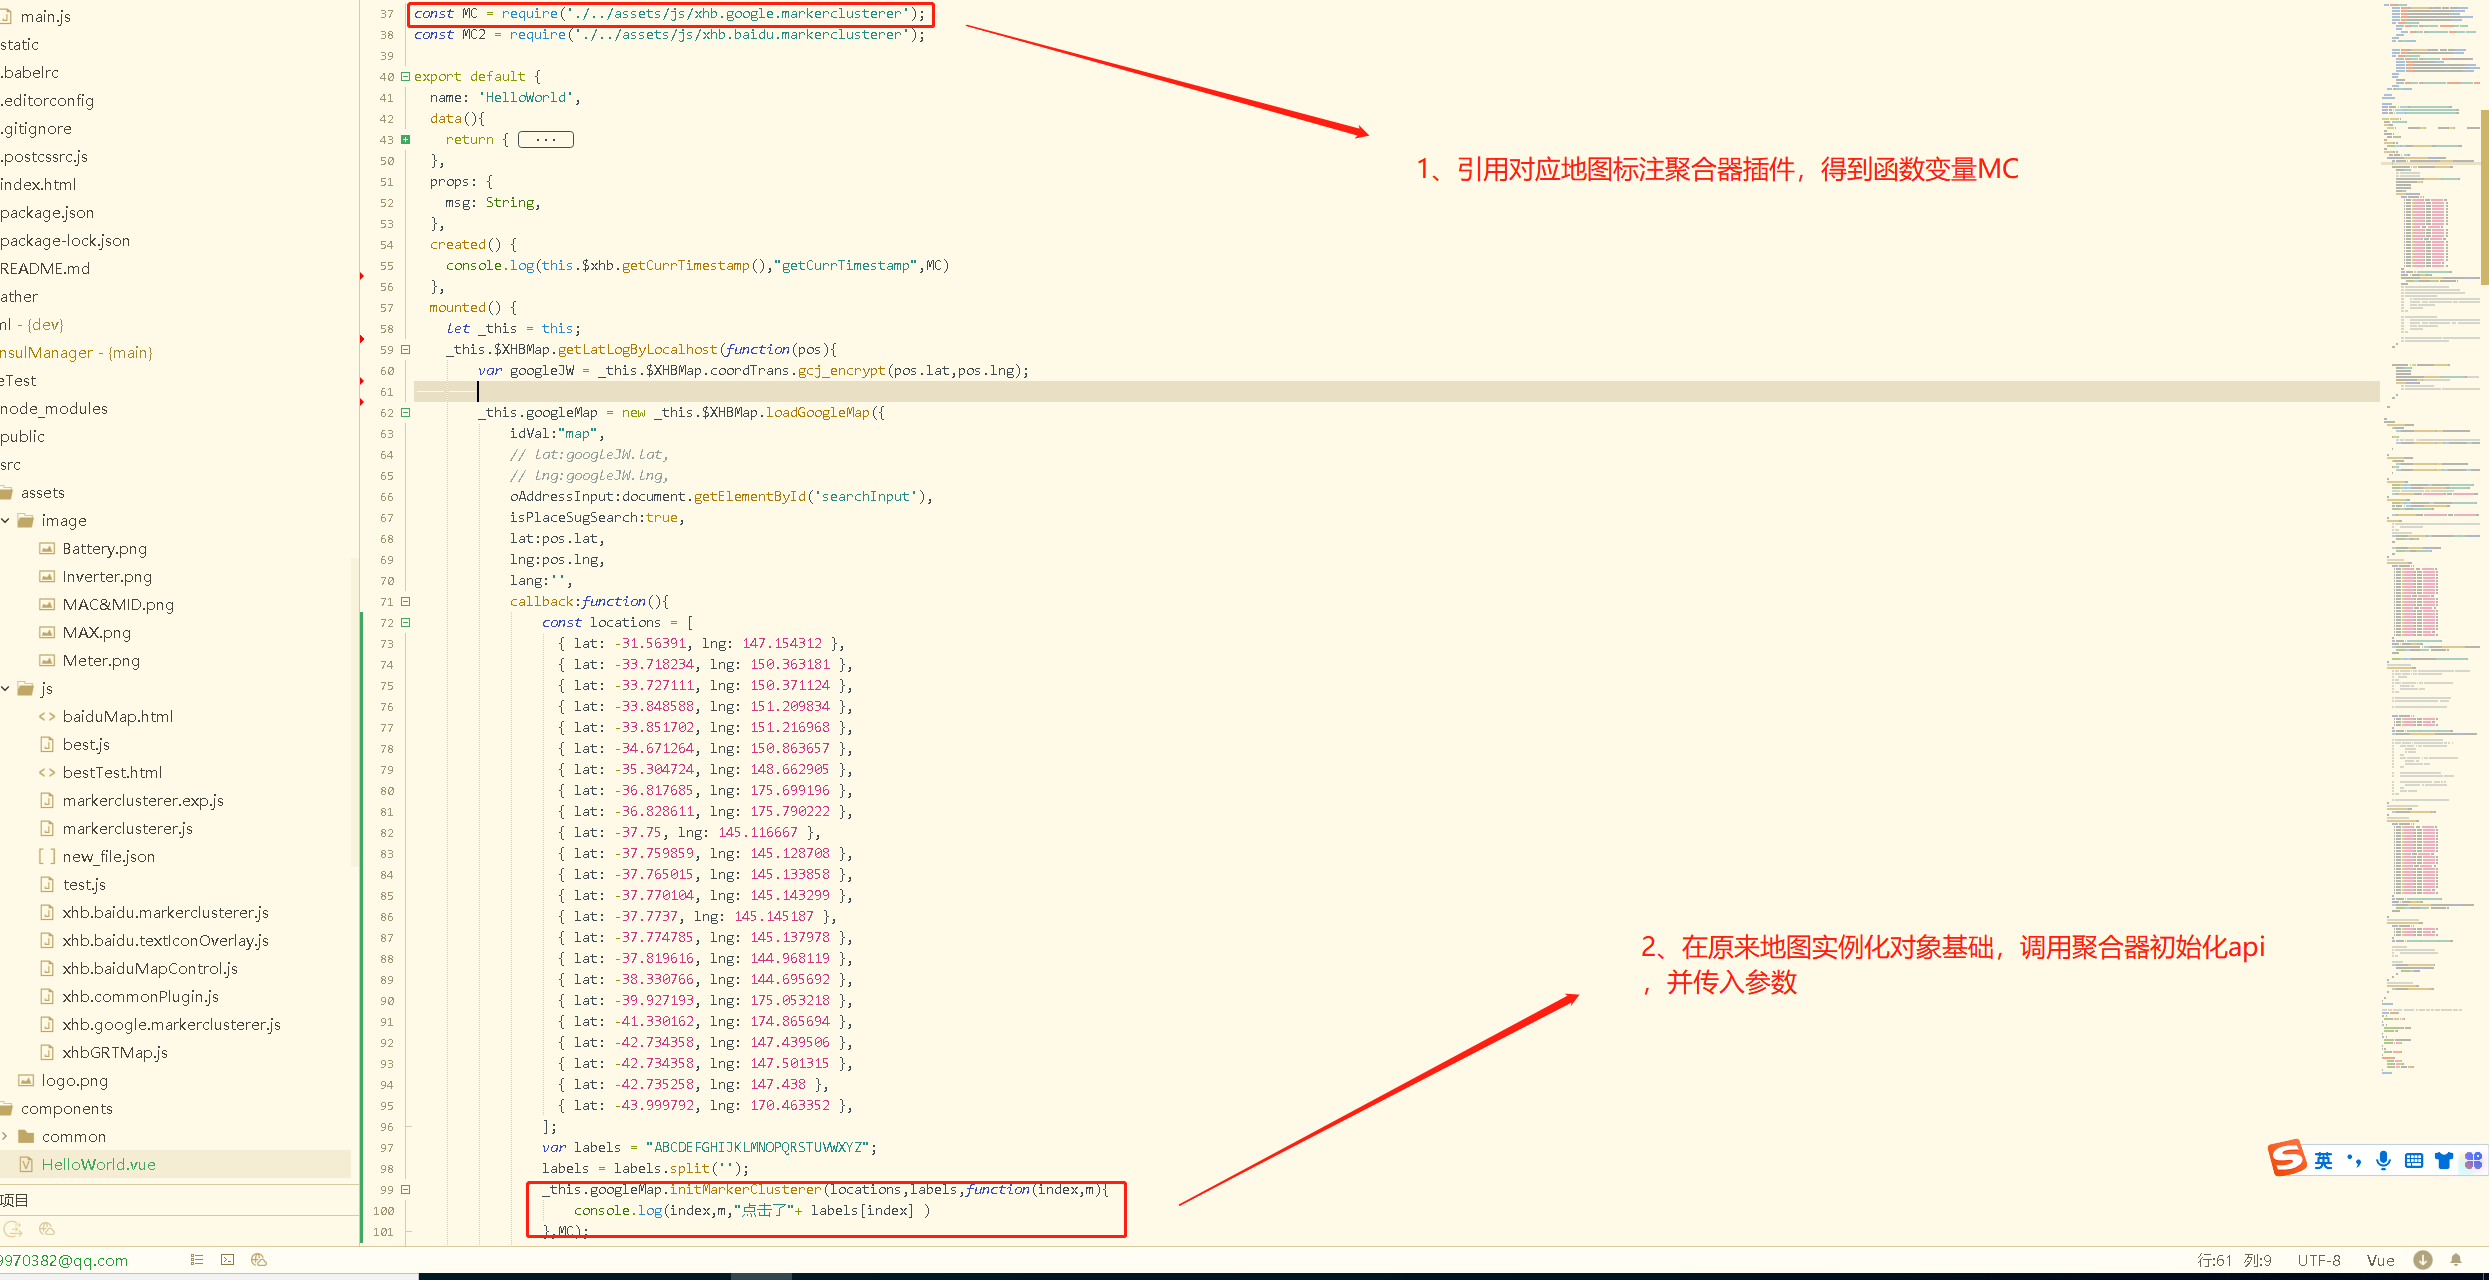 main.js
static
.babelrc
.editorconfig
.gitignore
.postcssrc.js
index.html
package.json
package-lock.json
README.md
ather
ml - {dev}
nsulManager - {main}
eTest
node_modules
public
src
assets
image
Battery.png
Inverter.png
MAC&MID.png
MAX.png
Meter.png
js
baiduMap.html
best.js
bestTest.html
markerclusterer.exp.js
markerclusterer.js
new_file.json
test.js
xhb.baidu.markerclusterer.js
xhb.baidu.textIconOverlay.js
xhb.baiduMapControl.js
xhb.commonPlugin.js
xhb.google.markerclusterer.js
xhbGRTMap.js
logo.png
components
common
HelloWorld.vue
项目
9970382@qq.com
37 const MC = require('./../assets/js/xhb.google.markerclusterer');
38 const MC2 = require('./../assets/js/xhb.baidu.markerclusterer');
39
40 export default {
41 name: 'HelloWorld',
42 data(){
43 return { ...
50 },
51 props: {
52 msg: String,
53 },
54 created() {
55 console.log(this.$xhb.getCurrTimestamp(),"getCurrTimestamp",MC)
56 },
57 mounted() {
58 let _this = this;
59 _this.$XHBMap.getLatLogByLocalhost(function(pos){
60 var googleJW = _this.$XHBMap.coordTrans.gcj_encrypt(pos.lat,pos.lng);
61
62 _this.googleMap = new _this.$XHBMap.loadGoogleMap({
63 idVal:"map",
64 // lat:googleJW.lat,
65 // lng:googleJW.lng,
66 oAddressInput:document.getElementById('searchInput'),
67 isPlaceSugSearch:true,
68 lat:pos.lat,
69 lng:pos.lng,
70 lang:'',
71 callback:function(){
72 const locations = [
73 { lat: -31.56391, lng: 147.154312 },
74 { lat: -33.718234, lng: 150.363181 },
75 { lat: -33.727111, lng: 150.371124 },
76 { lat: -33.848588, lng: 151.209834 },
77 { lat: -33.851702, lng: 151.216968 },
78 { lat: -34.671264, lng: 150.863657 },
79 { lat: -35.304724, lng: 148.662905 },
80 { lat: -36.817685, lng: 175.699196 },
81 { lat: -36.828611, lng: 175.790222 },
82 { lat: -37.75, lng: 145.116667 },
83 { lat: -37.759859, lng: 145.128708 },
84 { lat: -37.765015, lng: 145.133858 },
85 { lat: -37.770104, lng: 145.143299 },
86 { lat: -37.7737, lng: 145.145187 },
87 { lat: -37.774785, lng: 145.137978 },
88 { lat: -37.819616, lng: 144.968119 },
89 { lat: -38.330766, lng: 144.695692 },
90 { lat: -39.927193, lng: 175.053218 },
91 { lat: -41.330162, lng: 174.865694 },
92 { lat: -42.734358, lng: 147.439506 },
93 { lat: -42.734358, lng: 147.501315 },
94 { lat: -42.735258, lng: 147.438 },
95 { lat: -43.999792, lng: 170.463352 },
96 ];
97 var labels = "ABCDEFGHIJKLMNOPQRSTUVWXYZ";
98 labels = labels.split('');
99 _this.googleMap.initMarkerClusterer(locations,labels,function(index,m){
100 console.log(index,m,"点击了"+ labels[index] )
101 },MC);
1、引用对应地图标注聚合器插件，得到函数变量MC
2、在原来地图实例化对象基础，调用聚合器初始化api
，并传入参数
S 英
行:61 列:9 UTF-8 Vue